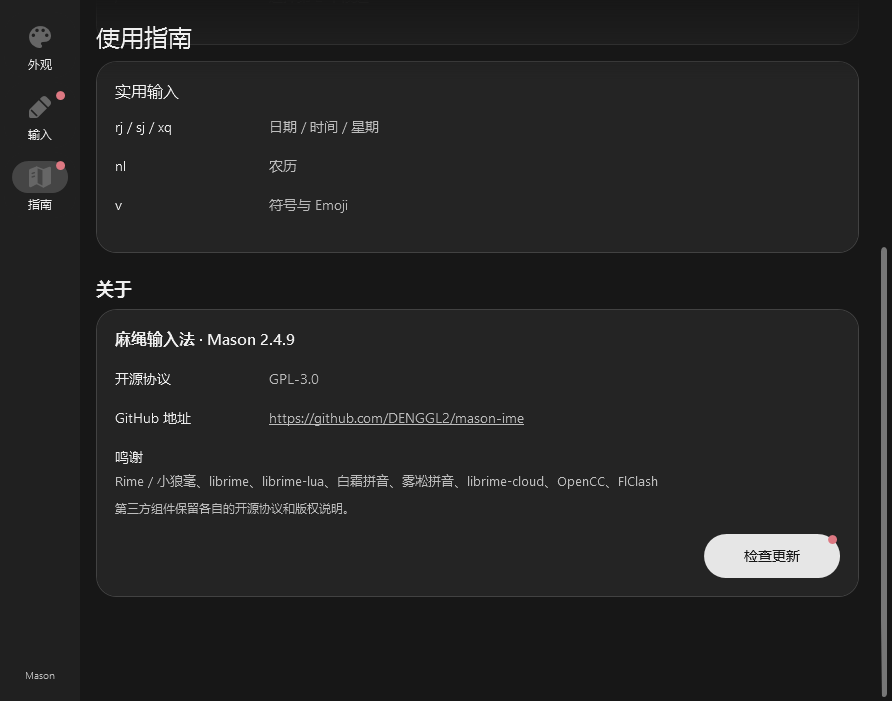 外观
输入
指南
Mason
使用指南
实用输入
rj / sj / xq 日期 / 时间 / 星期
nl 农历
v 符号与 Emoji
关于
麻绳输入法 · Mason 2.4.9
开源协议 GPL-3.0
GitHub 地址 https://github.com/DENGGL2/mason-ime
鸣谢
Rime / 小狼毫、librime、librime-lua、白霜拼音、雾凇拼音、librime-cloud、OpenCC、FlClash
第三方组件保留各自的开源协议和版权说明。
检查更新